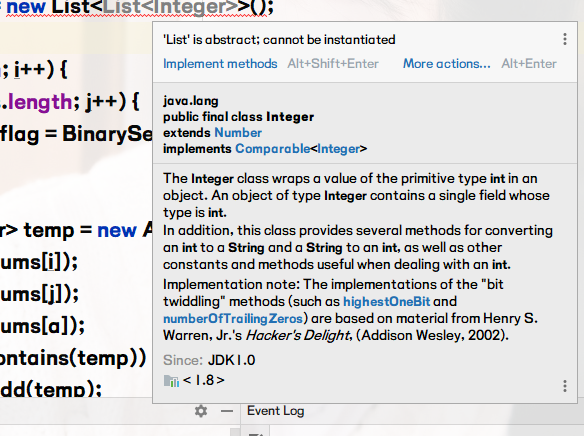 = new List<List<Integer>>();
; i++) {
.length; j++) {
flag = BinarySe
r> temp = new A
ums[i]);
ums[j]);
ums[a]);
ontains(temp))
dd(temp);
'List' is abstract; cannot be instantiated
Implement methods Alt+Shift+Enter More actions... Alt+Enter
java.lang
public final class Integer
extends Number
implements Comparable<Integer>
The Integer class wraps a value of the primitive type int in an
object. An object of type Integer contains a single field whose
type is int.
In addition, this class provides several methods for converting
an int to a String and a String to an int, as well as other
constants and methods useful when dealing with an int.
Implementation note: The implementations of the "bit
twiddling" methods (such as highestOneBit and
numberOfTrailingZeros) are based on material from Henry S.
Warren, Jr.'s Hacker's Delight, (Addison Wesley, 2002).
Since: JDK1.0
< 1.8 >
Event Log